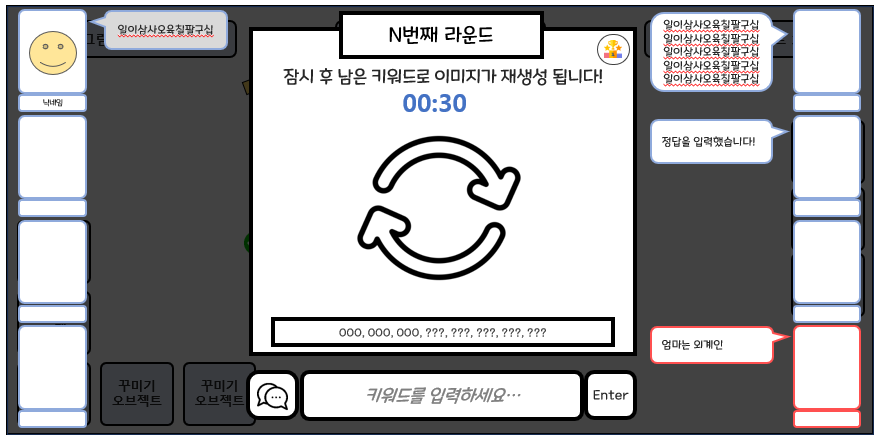 N번째 라운드
일이삼사오육칠팔구십
그림
닉네임
잠시 후 남은 키워드로 이미지가 재생성 됩니다!
00:30
일이삼사오육칠팔구십
일이삼사오육칠팔구십
일이삼사오육칠팔구십
일이삼사오육칠팔구십
일이삼사오육칠팔구십
정답을 입력했습니다!
엄마는 외계인
OOO, OOO, OOO, ???, ???, ???, ???, ???
꾸미기
오브젝트
꾸미기
오브젝트
키워드를 입력하세요…
Enter